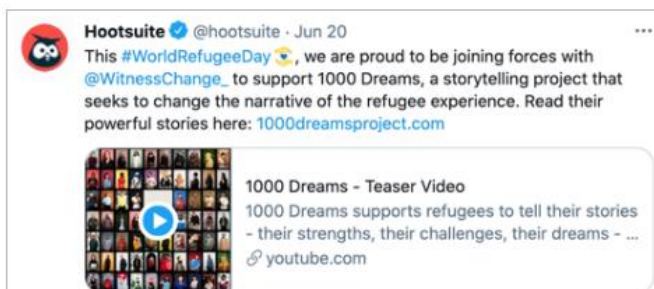 Hootsuite @hootsuite · Jun 20 ···
This #WorldRefugeeDay, we are proud to be joining forces with
@WitnessChange_ to support 1000 Dreams, a storytelling project that
seeks to change the narrative of the refugee experience. Read their
powerful stories here: 1000dreamsproject.com
1000 Dreams - Teaser Video
1000 Dreams supports refugees to tell their stories
- their strengths, their challenges, their dreams - ...
youtube.com